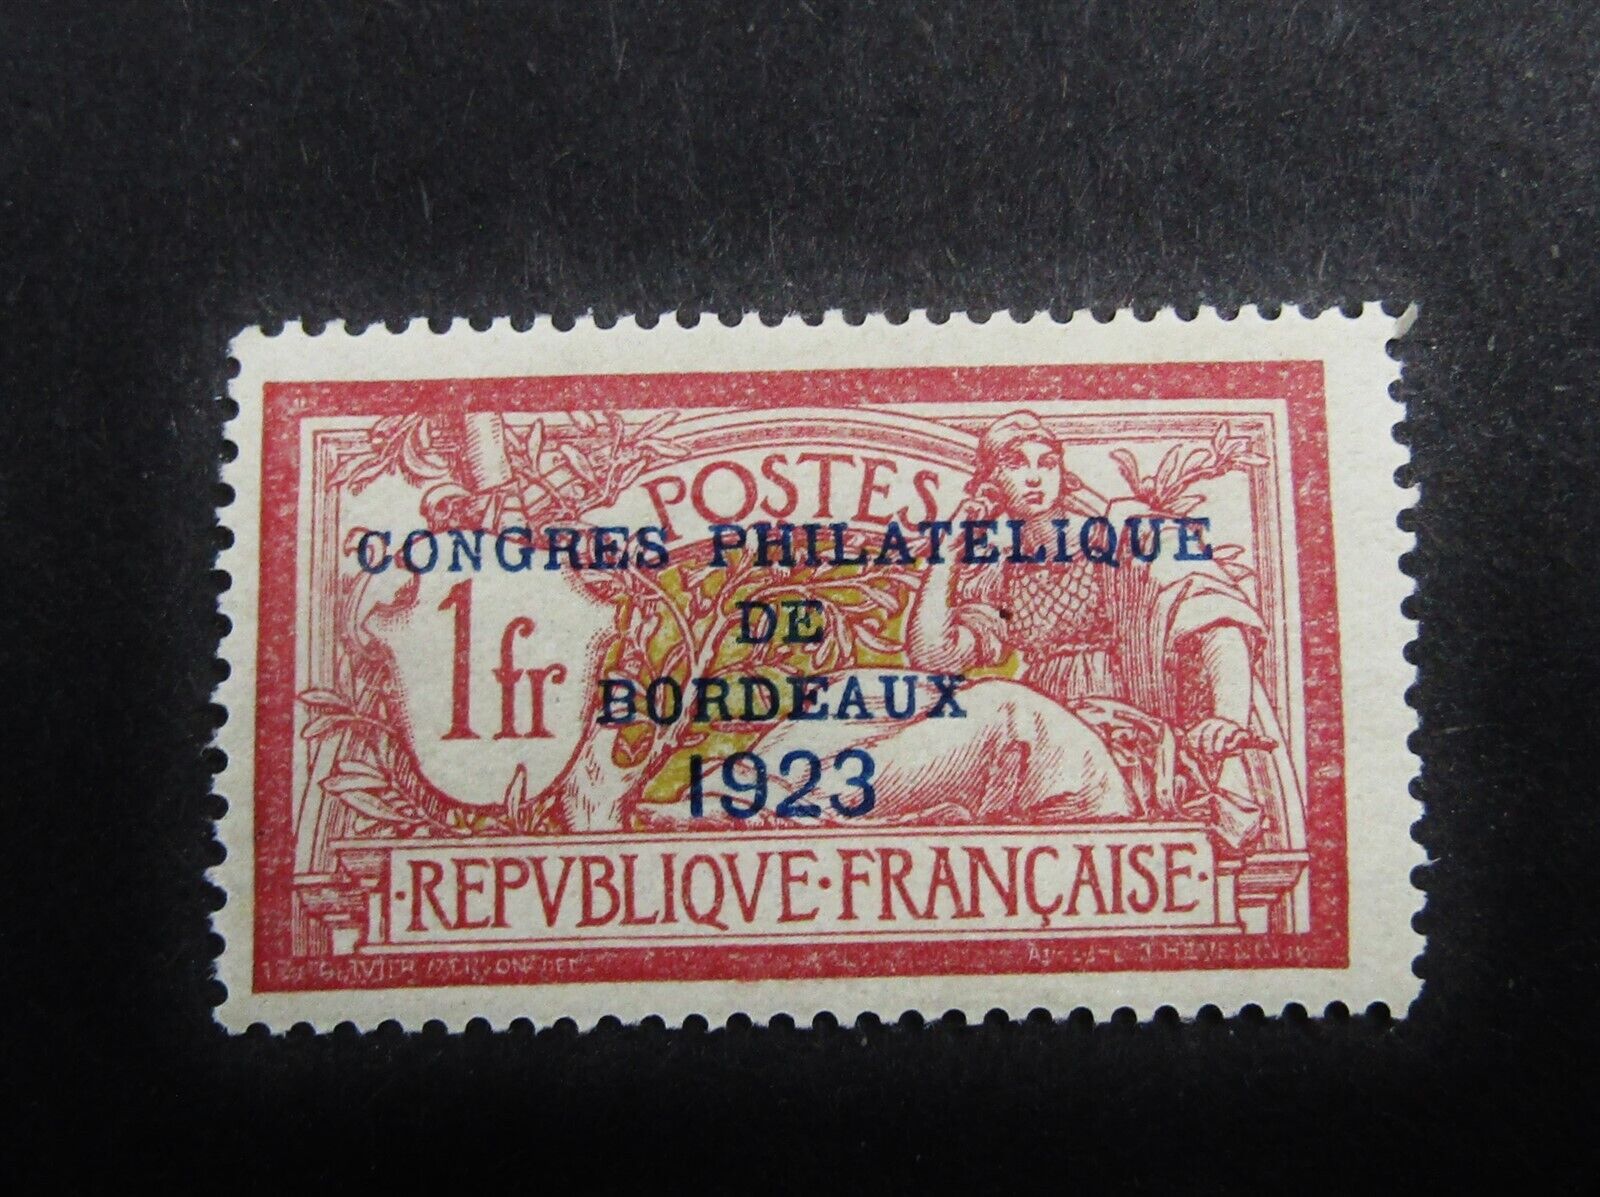 POSTES
CONGRES PHILATELiQUE
DE
1fr
BORDEAUX
1923
·REPVBLIQVE·FRANÇAISE·